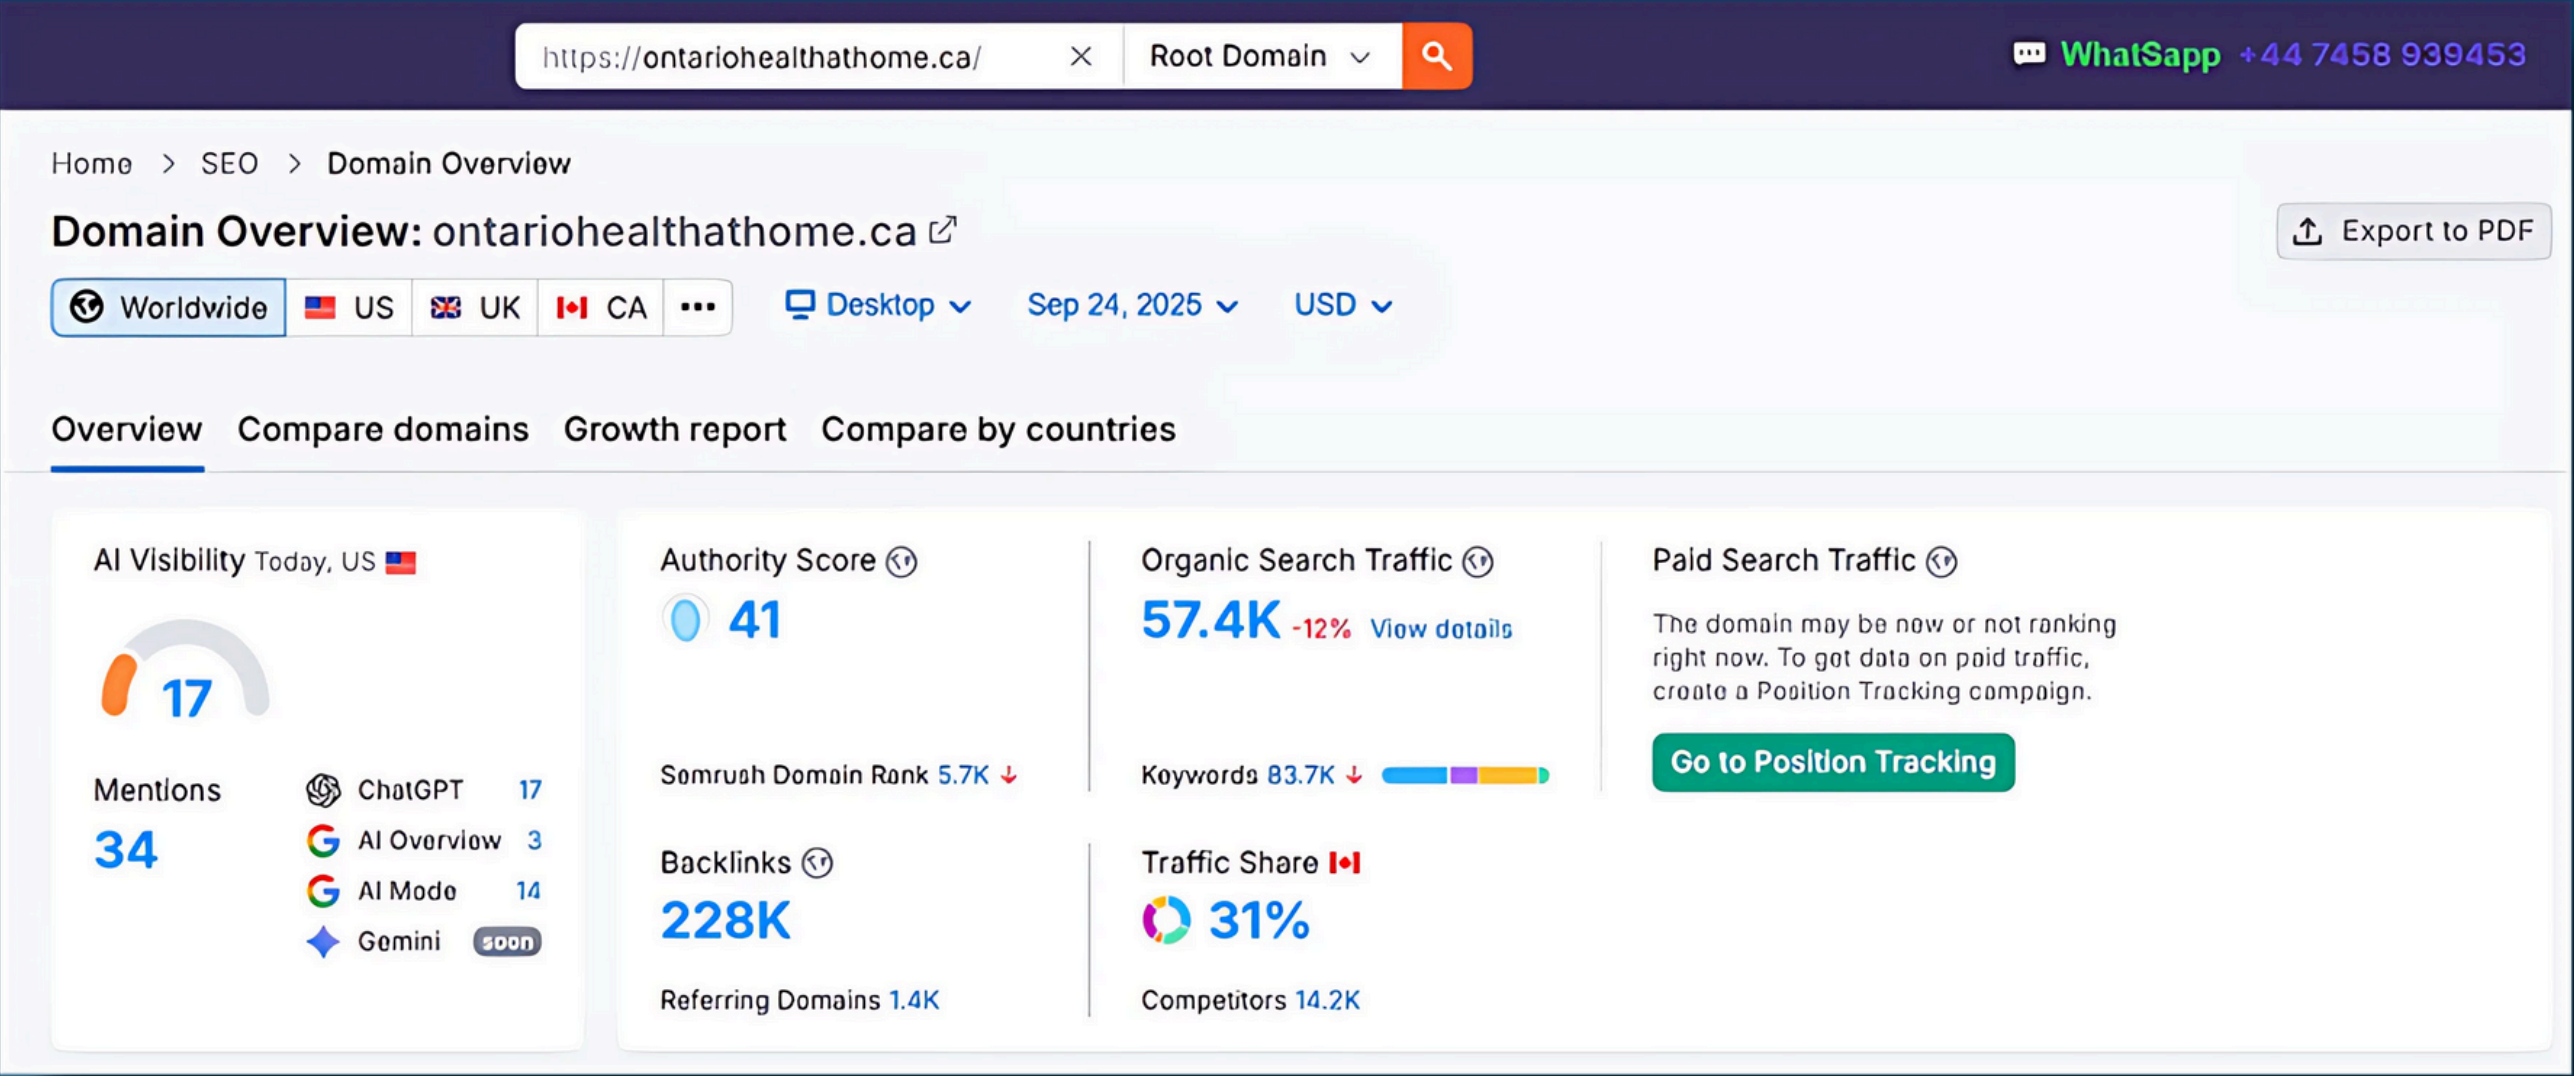 https://ontariohealthathome.ca/ Root Domain WhatSapp +44 7458 939453
Home > SEO > Domain Overview
Domain Overview: ontariohealthathome.ca
Export to PDF
Worldwide US UK CA ••• Desktop Sep 24, 2025 USD
Overview Compare domains Growth report Compare by countries
AI Visibility Today, US
17
Mentions
34
ChatGPT 17
AI Overview 3
AI Mode 14
Gemini soon
Authority Score
41
Semrush Domain Rank 5.7K ↓
Organic Search Traffic
57.4K -12% View details
Keywords 83.7K ↓
Paid Search Traffic
The domain may be new or not ranking
right now. To get data on paid traffic,
create a Position Tracking campaign.
Go to Position Tracking
Backlinks
228K
Referring Domains 1.4K
Traffic Share
31%
Competitors 14.2K